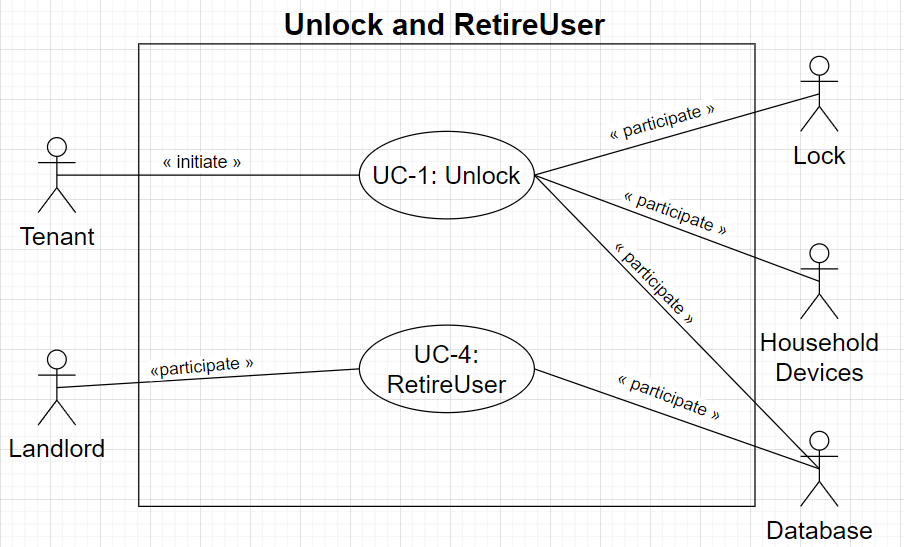 Unlock and RetireUser
« participate »
Lock
« initiate »
UC-1: Unlock
Tenant
« participate »
« participate »
Household
Devices
UC-4:
RetireUser
«participate »
Landlord
« participate »
Database